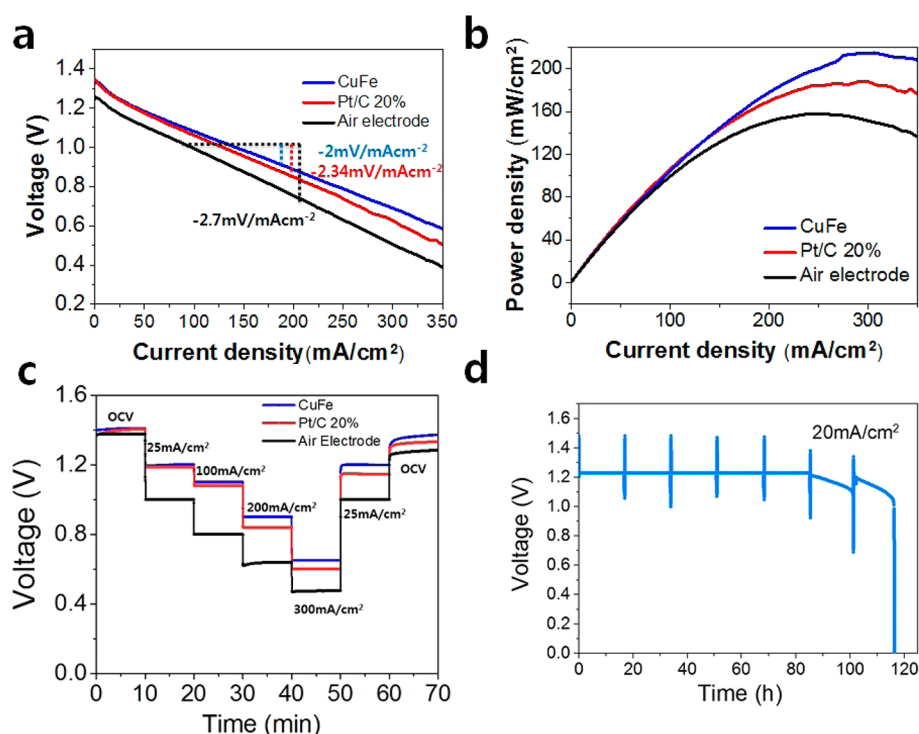 a
Voltage (V)
1.4
1.2
1.0
0.8
0.6
0.4
0.2
CuFe
Pt/C 20%
Air electrode
-2mV/mAcm⁻²
-2.34mV/mAcm⁻²
-2.7mV/mAcm⁻²
0 50 100 150 200 250 300 350
Current density(mA/cm²)
b
Power density (mW/cm²)
200
160
120
80
40
0
CuFe
Pt/C 20%
Air electrode
0 100 200 300
Current density (mA/cm²)
c
Voltage (V)
1.6
1.2
0.8
0.4
0.0
OCV
CuFe
Pt/C 20%
Air Electrode
25mA/cm²
100mA/cm²
200mA/cm²
300mA/cm²
25mA/cm²
OCV
0 10 20 30 40 50 60 70
Time (min)
d
Voltage (V)
1.6
1.4
1.2
1.0
0.8
0.6
0.4
0.2
0.0
20mA/cm²
0 20 40 60 80 100 120
Time (h)